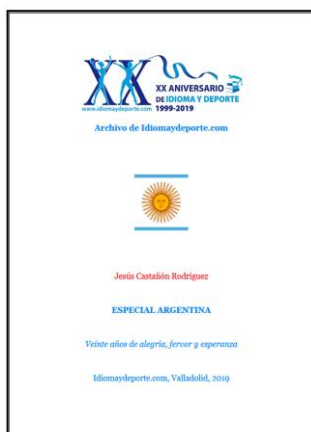 XX
XX ANIVERSARIO
DE IDIOMA Y DEPORTE
www.idiomaydeporte.com 1999-2019
Archivo de Idiomaydeporte.com
Jesús Castañón Rodríguez
ESPECIAL ARGENTINA
Veinte años de alegría, fervor y esperanza
Idiomaydeporte.com, Valladolid, 2019